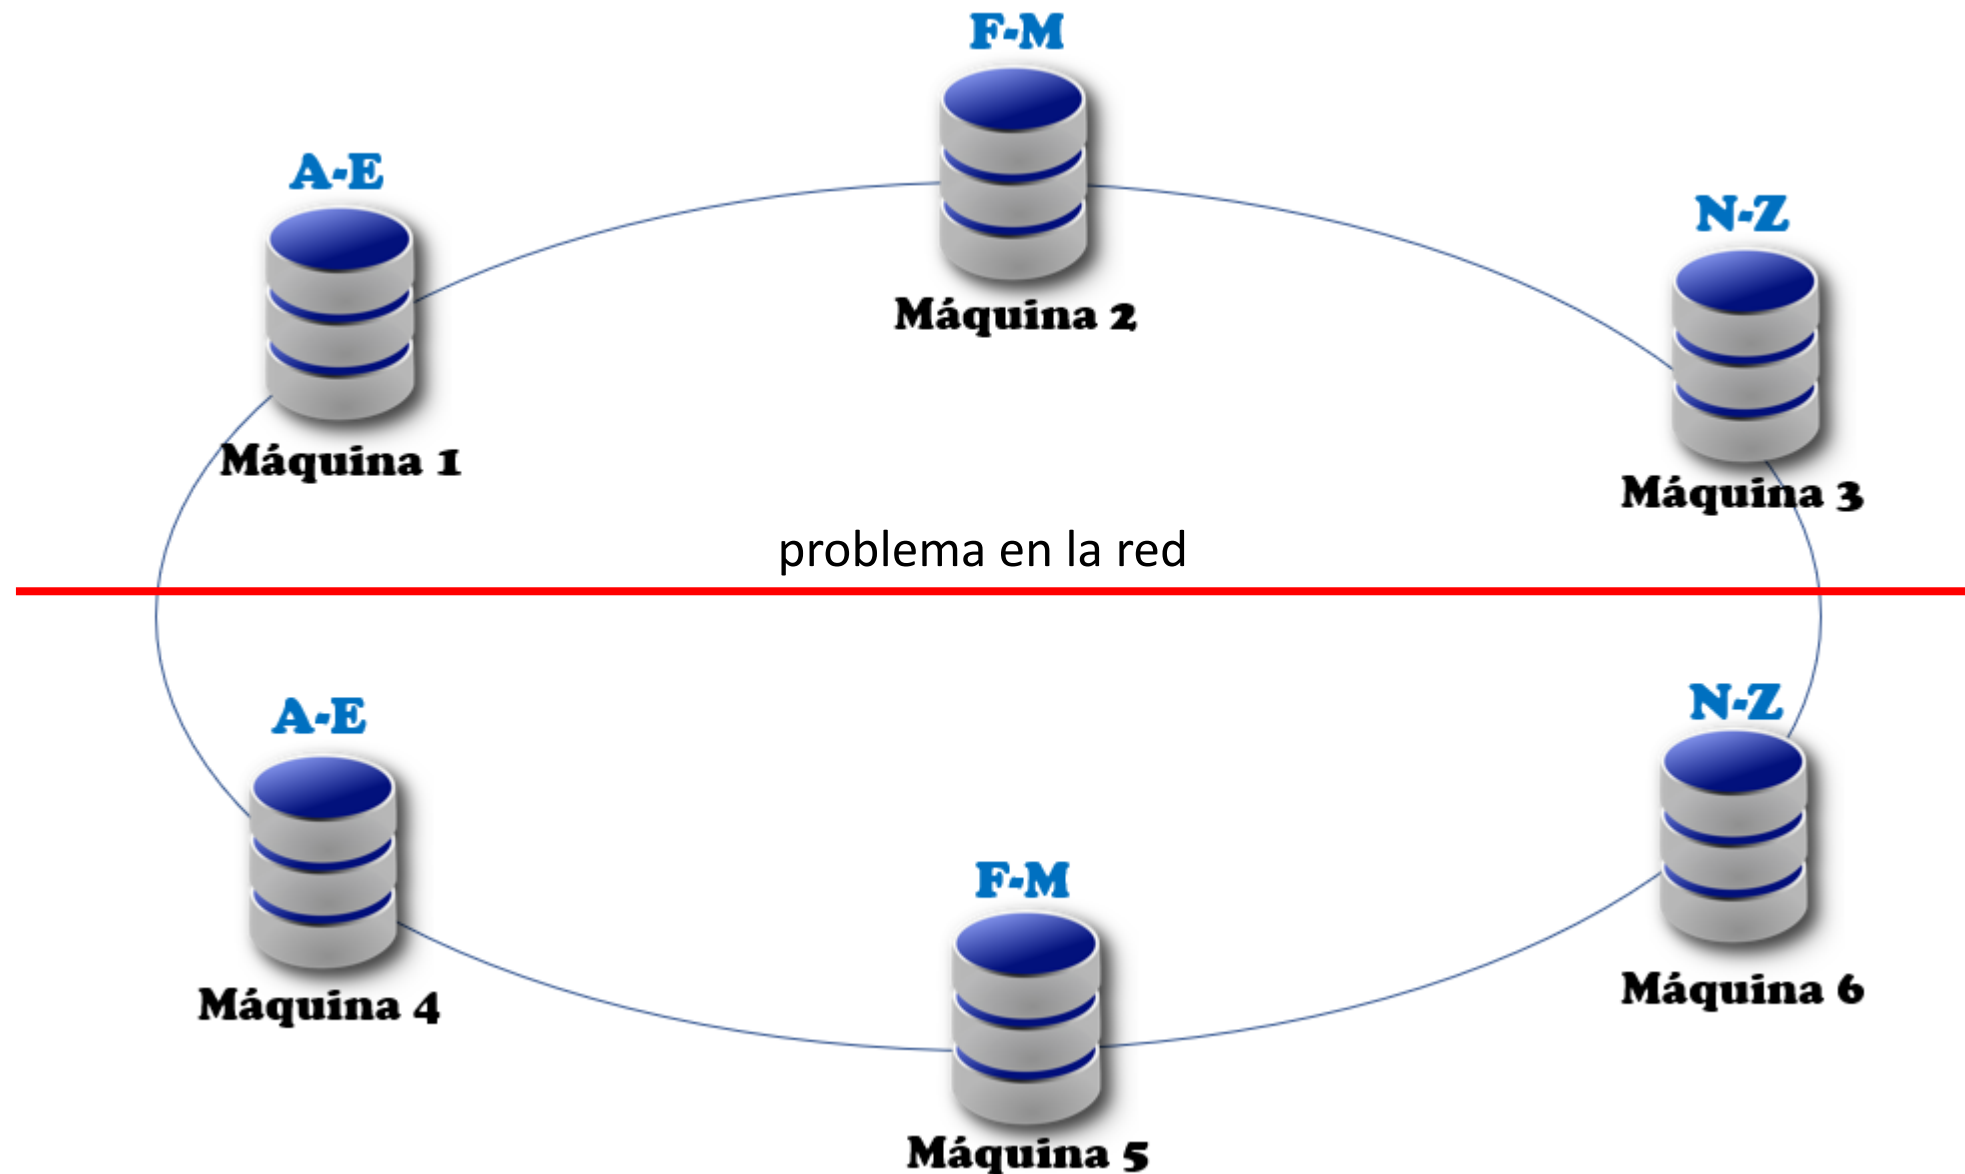 F-M
A-E
N-Z
Máquina 2
Máquina 1
Máquina 3
problema en la red
A-E
N-Z
F-M
Máquina 4
Máquina 6
Máquina 5